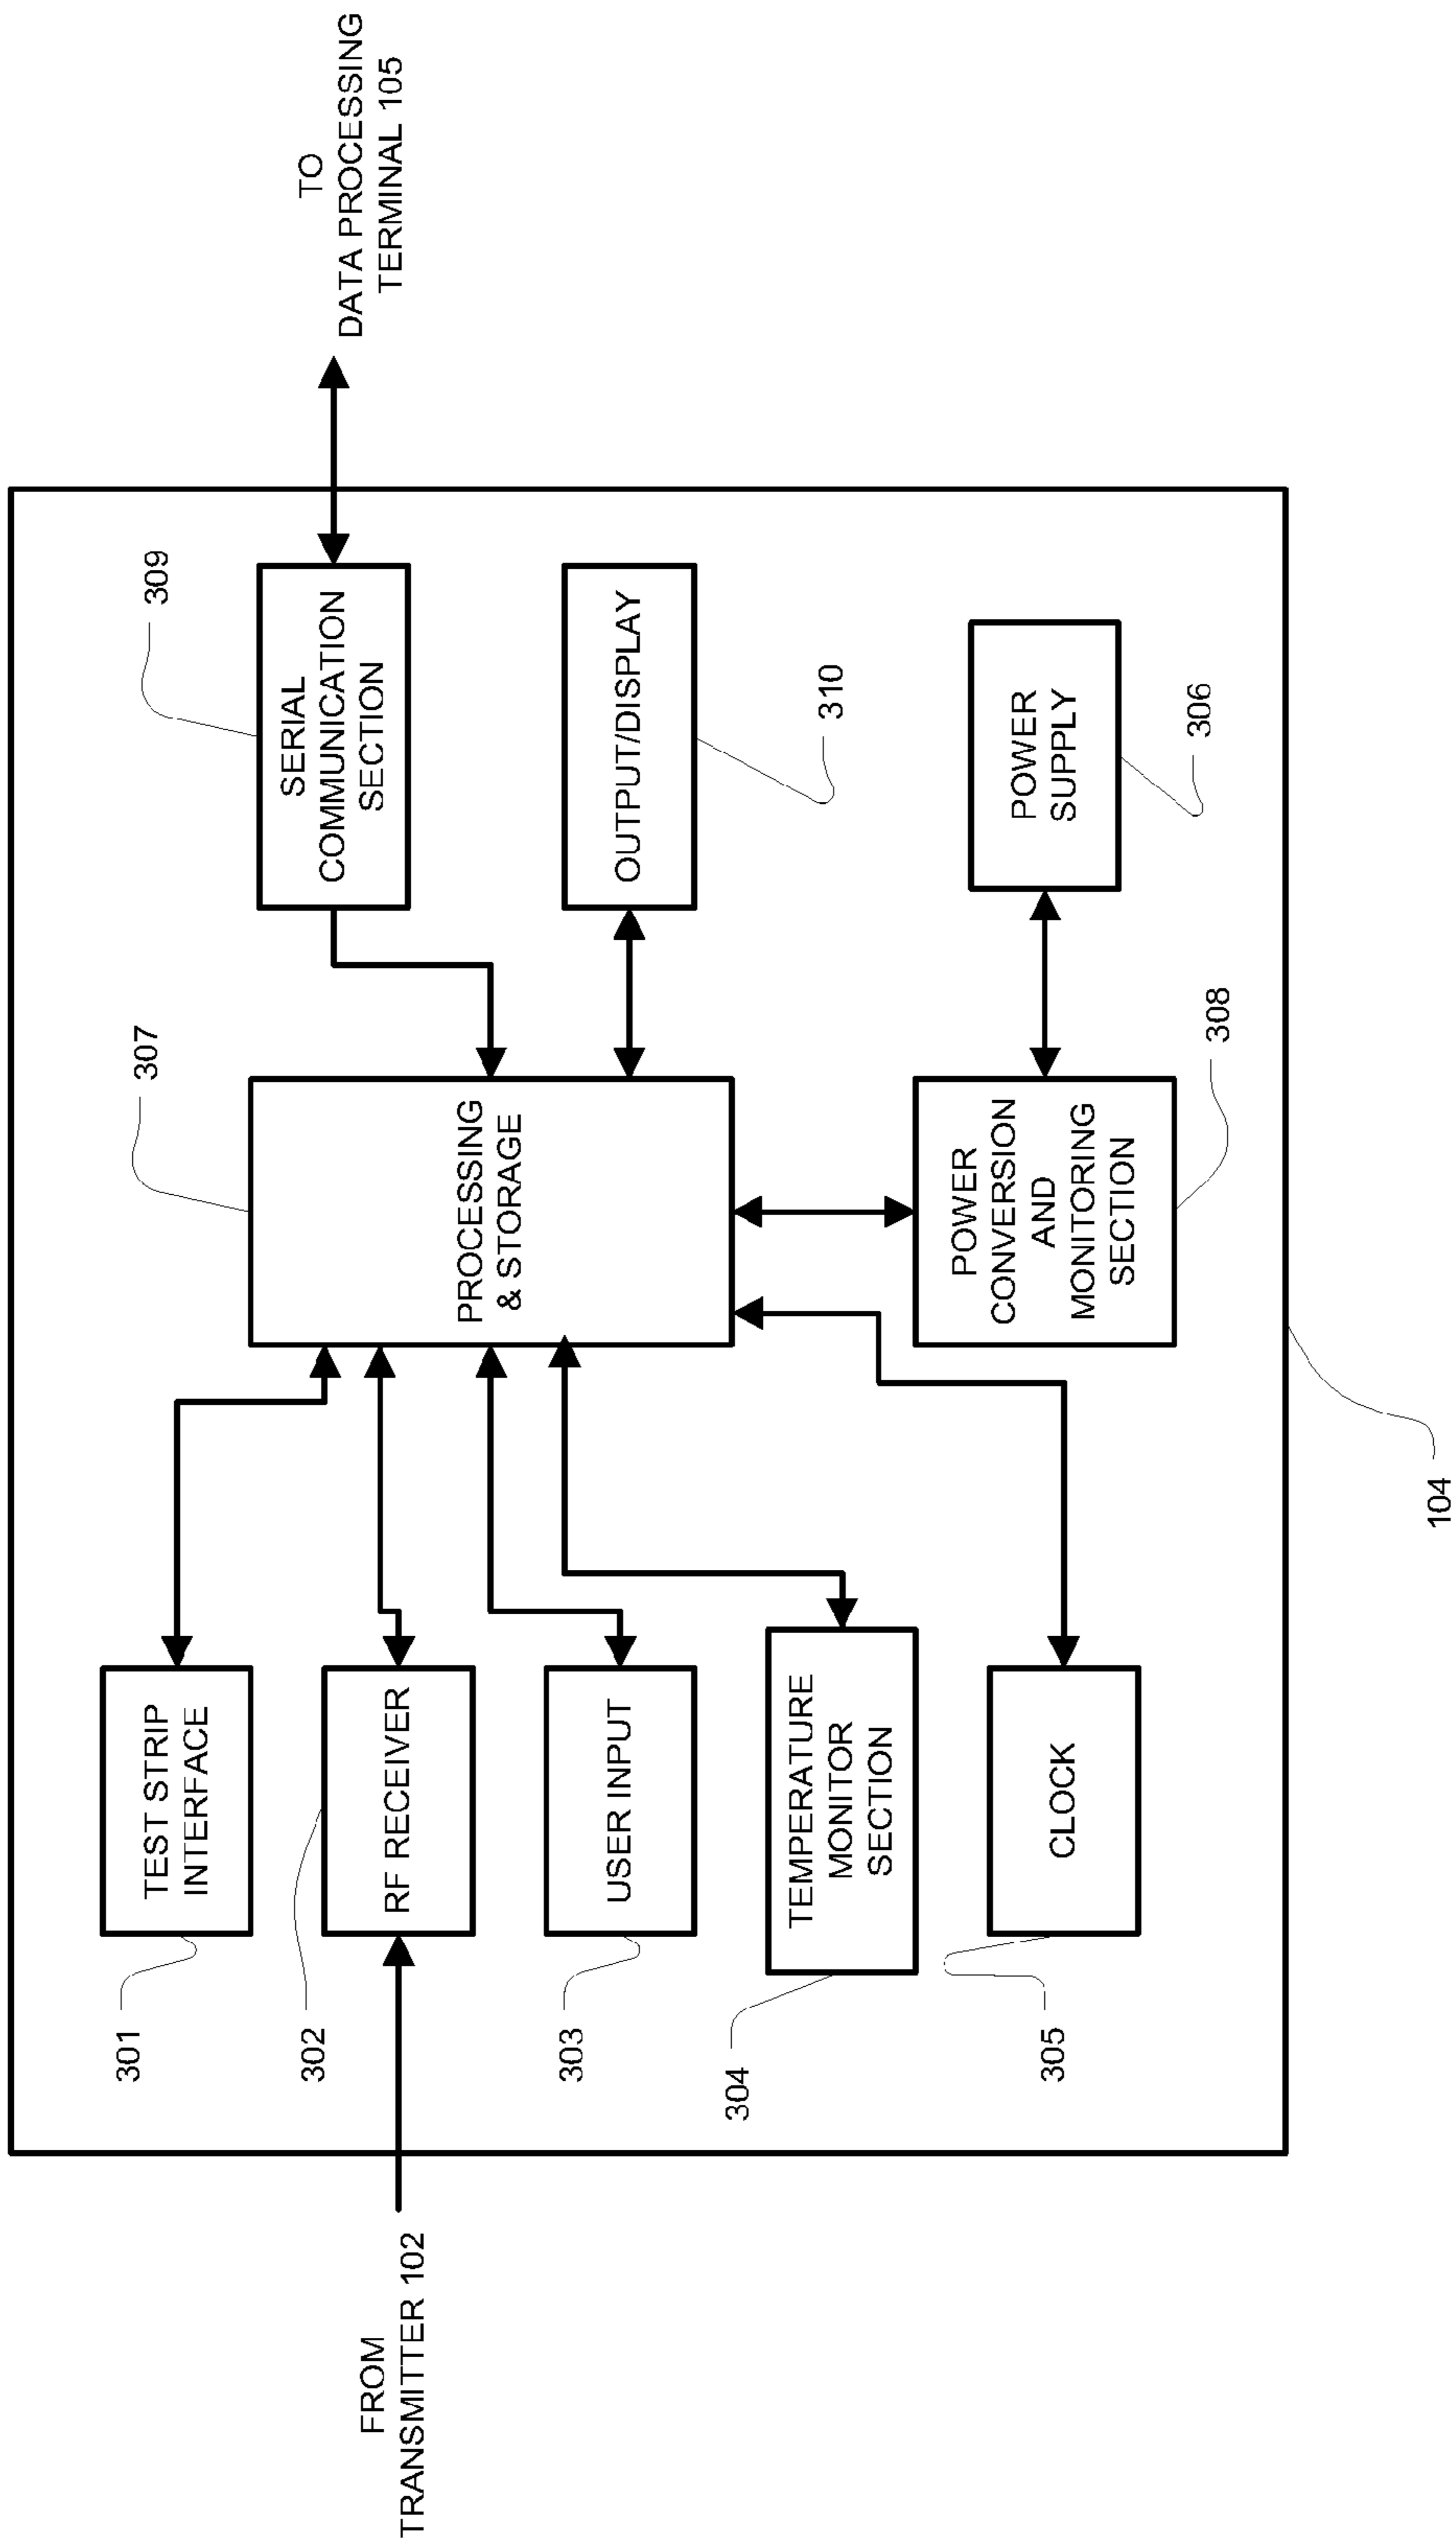 FROM
TRANSMITTER 102
301
TEST STRIP
INTERFACE
302
RF RECEIVER
303
USER INPUT
304
TEMPERATURE
MONITOR
SECTION
305
CLOCK
307
PROCESSING
& STORAGE
POWER
CONVERSION
AND
MONITORING
SECTION
308
309
SERIAL
COMMUNICATION
SECTION
OUTPUT/DISPLAY
310
POWER
SUPPLY
306
TO
DATA PROCESSING
TERMINAL 105
104